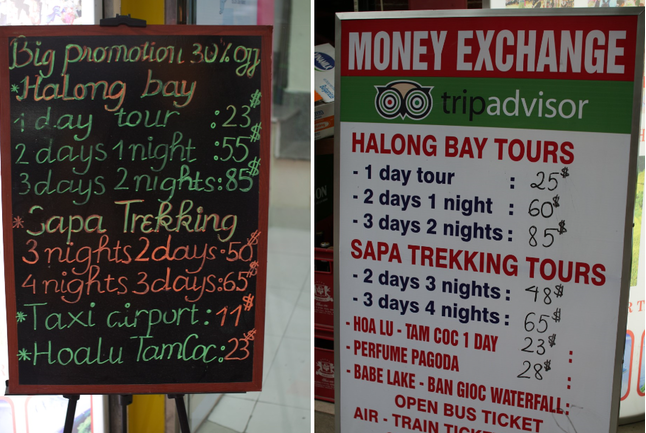 Big promotion 30% off
*Halong bay
1 day tour :23$
2 days 1 night :55$
3 days 2 nights:85$
*Sapa Trekking
3 nights 2 days:50$
4 nights 3 days:65$
*Taxi airport:11$
*Hoalu TamCoc:23$
MONEY EXCHANGE
tripadvisor
HALONG BAY TOURS
- 1 day tour : 25$
- 2 days 1 night : 60$
- 3 days 2 nights : 85$
SAPA TREKKING TOURS
- 2 days 3 nights : 48$
- 3 days 4 nights : 65$
- HOA LU - TAM COC 1 DAY : 23$
- PERFUME PAGODA : 28$
- BABE LAKE - BAN GIOC WATERFALL:
OPEN BUS TICKET
AIR - TRAIN TICKET